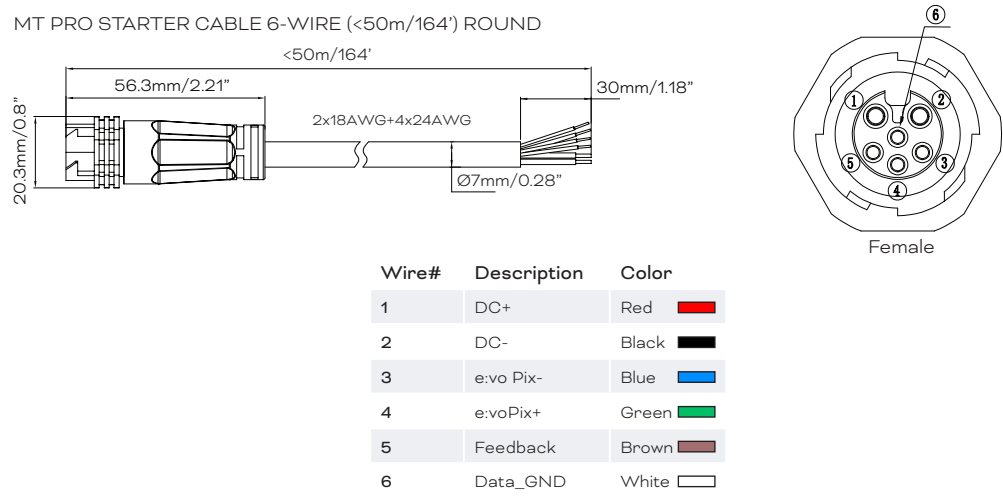 MT PRO STARTER CABLE 6-WIRE (<50m/164') ROUND
<50m/164'
56.3mm/2.21"
30mm/1.18"
2x18AWG+4x24AWG
20.3mm/0.8"
Ø7mm/0.28"
6
1
2
5
3
4
Female
Wire# Description Color
1 DC+ Red
2 DC- Black
3 e:vo Pix- Blue
4 e:voPix+ Green
5 Feedback Brown
6 Data_GND White